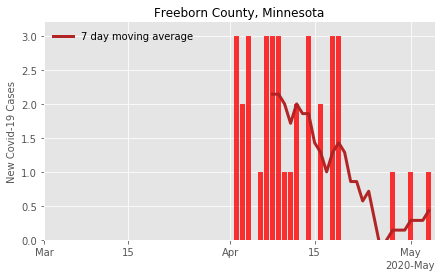 Freeborn County, Minnesota
7 day moving average
New Covid-19 Cases
3.0
2.5
2.0
1.5
1.0
0.5
0.0
Mar 15 Apr 15 May
2020-May